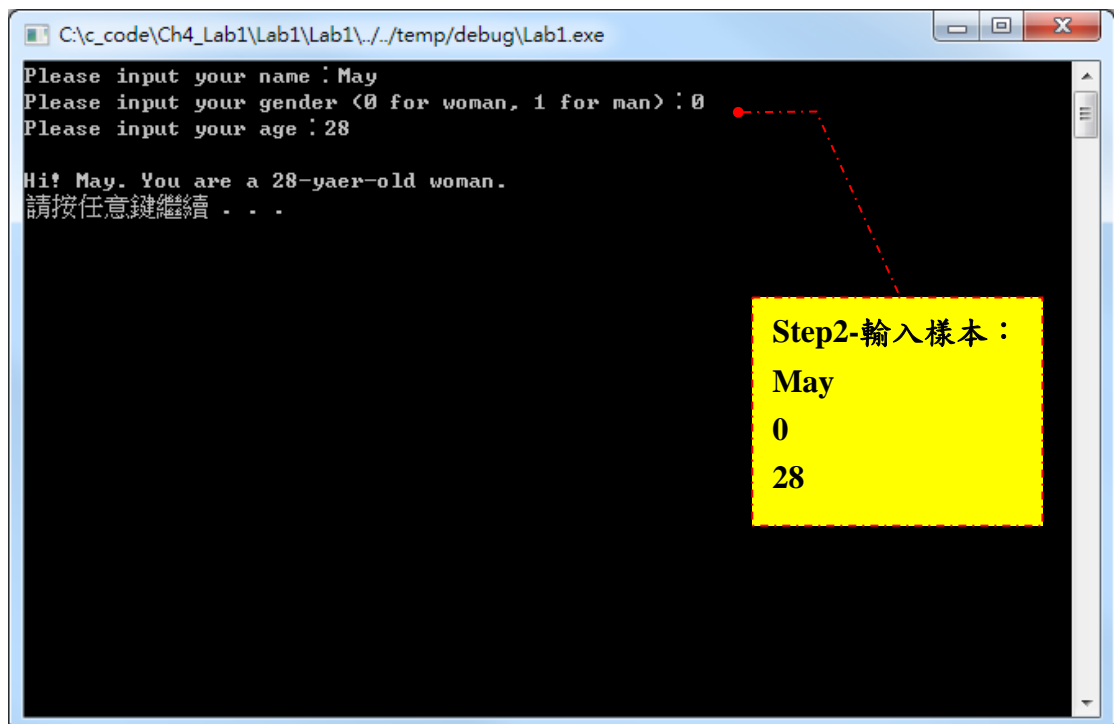 C:\c_code\Ch4_Lab1\Lab1\Lab1\../../temp/debug\Lab1.exe
Please input your name：May
Please input your gender (0 for woman, 1 for man)：0
Please input your age：28
Hi! May. You are a 28-yaer-old woman.
請按任意鍵繼續 . . .
Step2-輸入樣本：
May
0
28